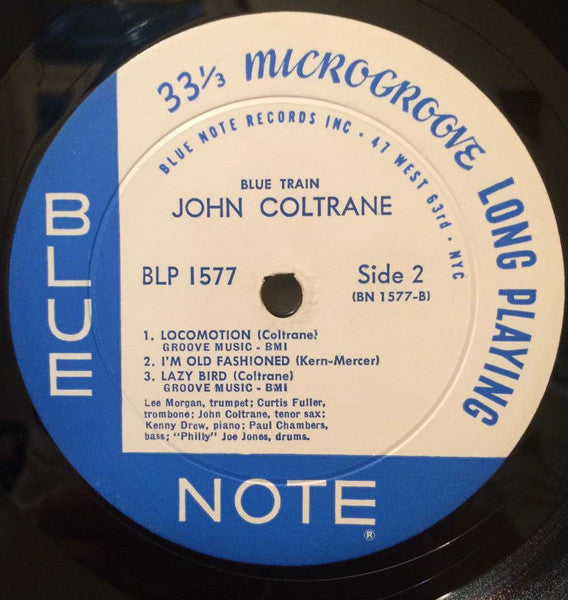 33⅓ MICROGROOVE LONG PLAYING
BLUE NOTE RECORDS INC · 47 WEST 63rd · NYC
BLUE TRAIN
JOHN COLTRANE
BLP 1577
Side 2
(BN 1577-B)
1. LOCOMOTION (Coltrane)
GROOVE MUSIC - BMI
2. I'M OLD FASHIONED (Kern-Mercer)
3. LAZY BIRD (Coltrane)
GROOVE MUSIC - BMI
Lee Morgan, trumpet; Curtis Fuller,
trombone; John Coltrane, tenor sax;
Kenny Drew, piano; Paul Chambers,
bass; "Philly" Joe Jones, drums.
BLUE
NOTE®